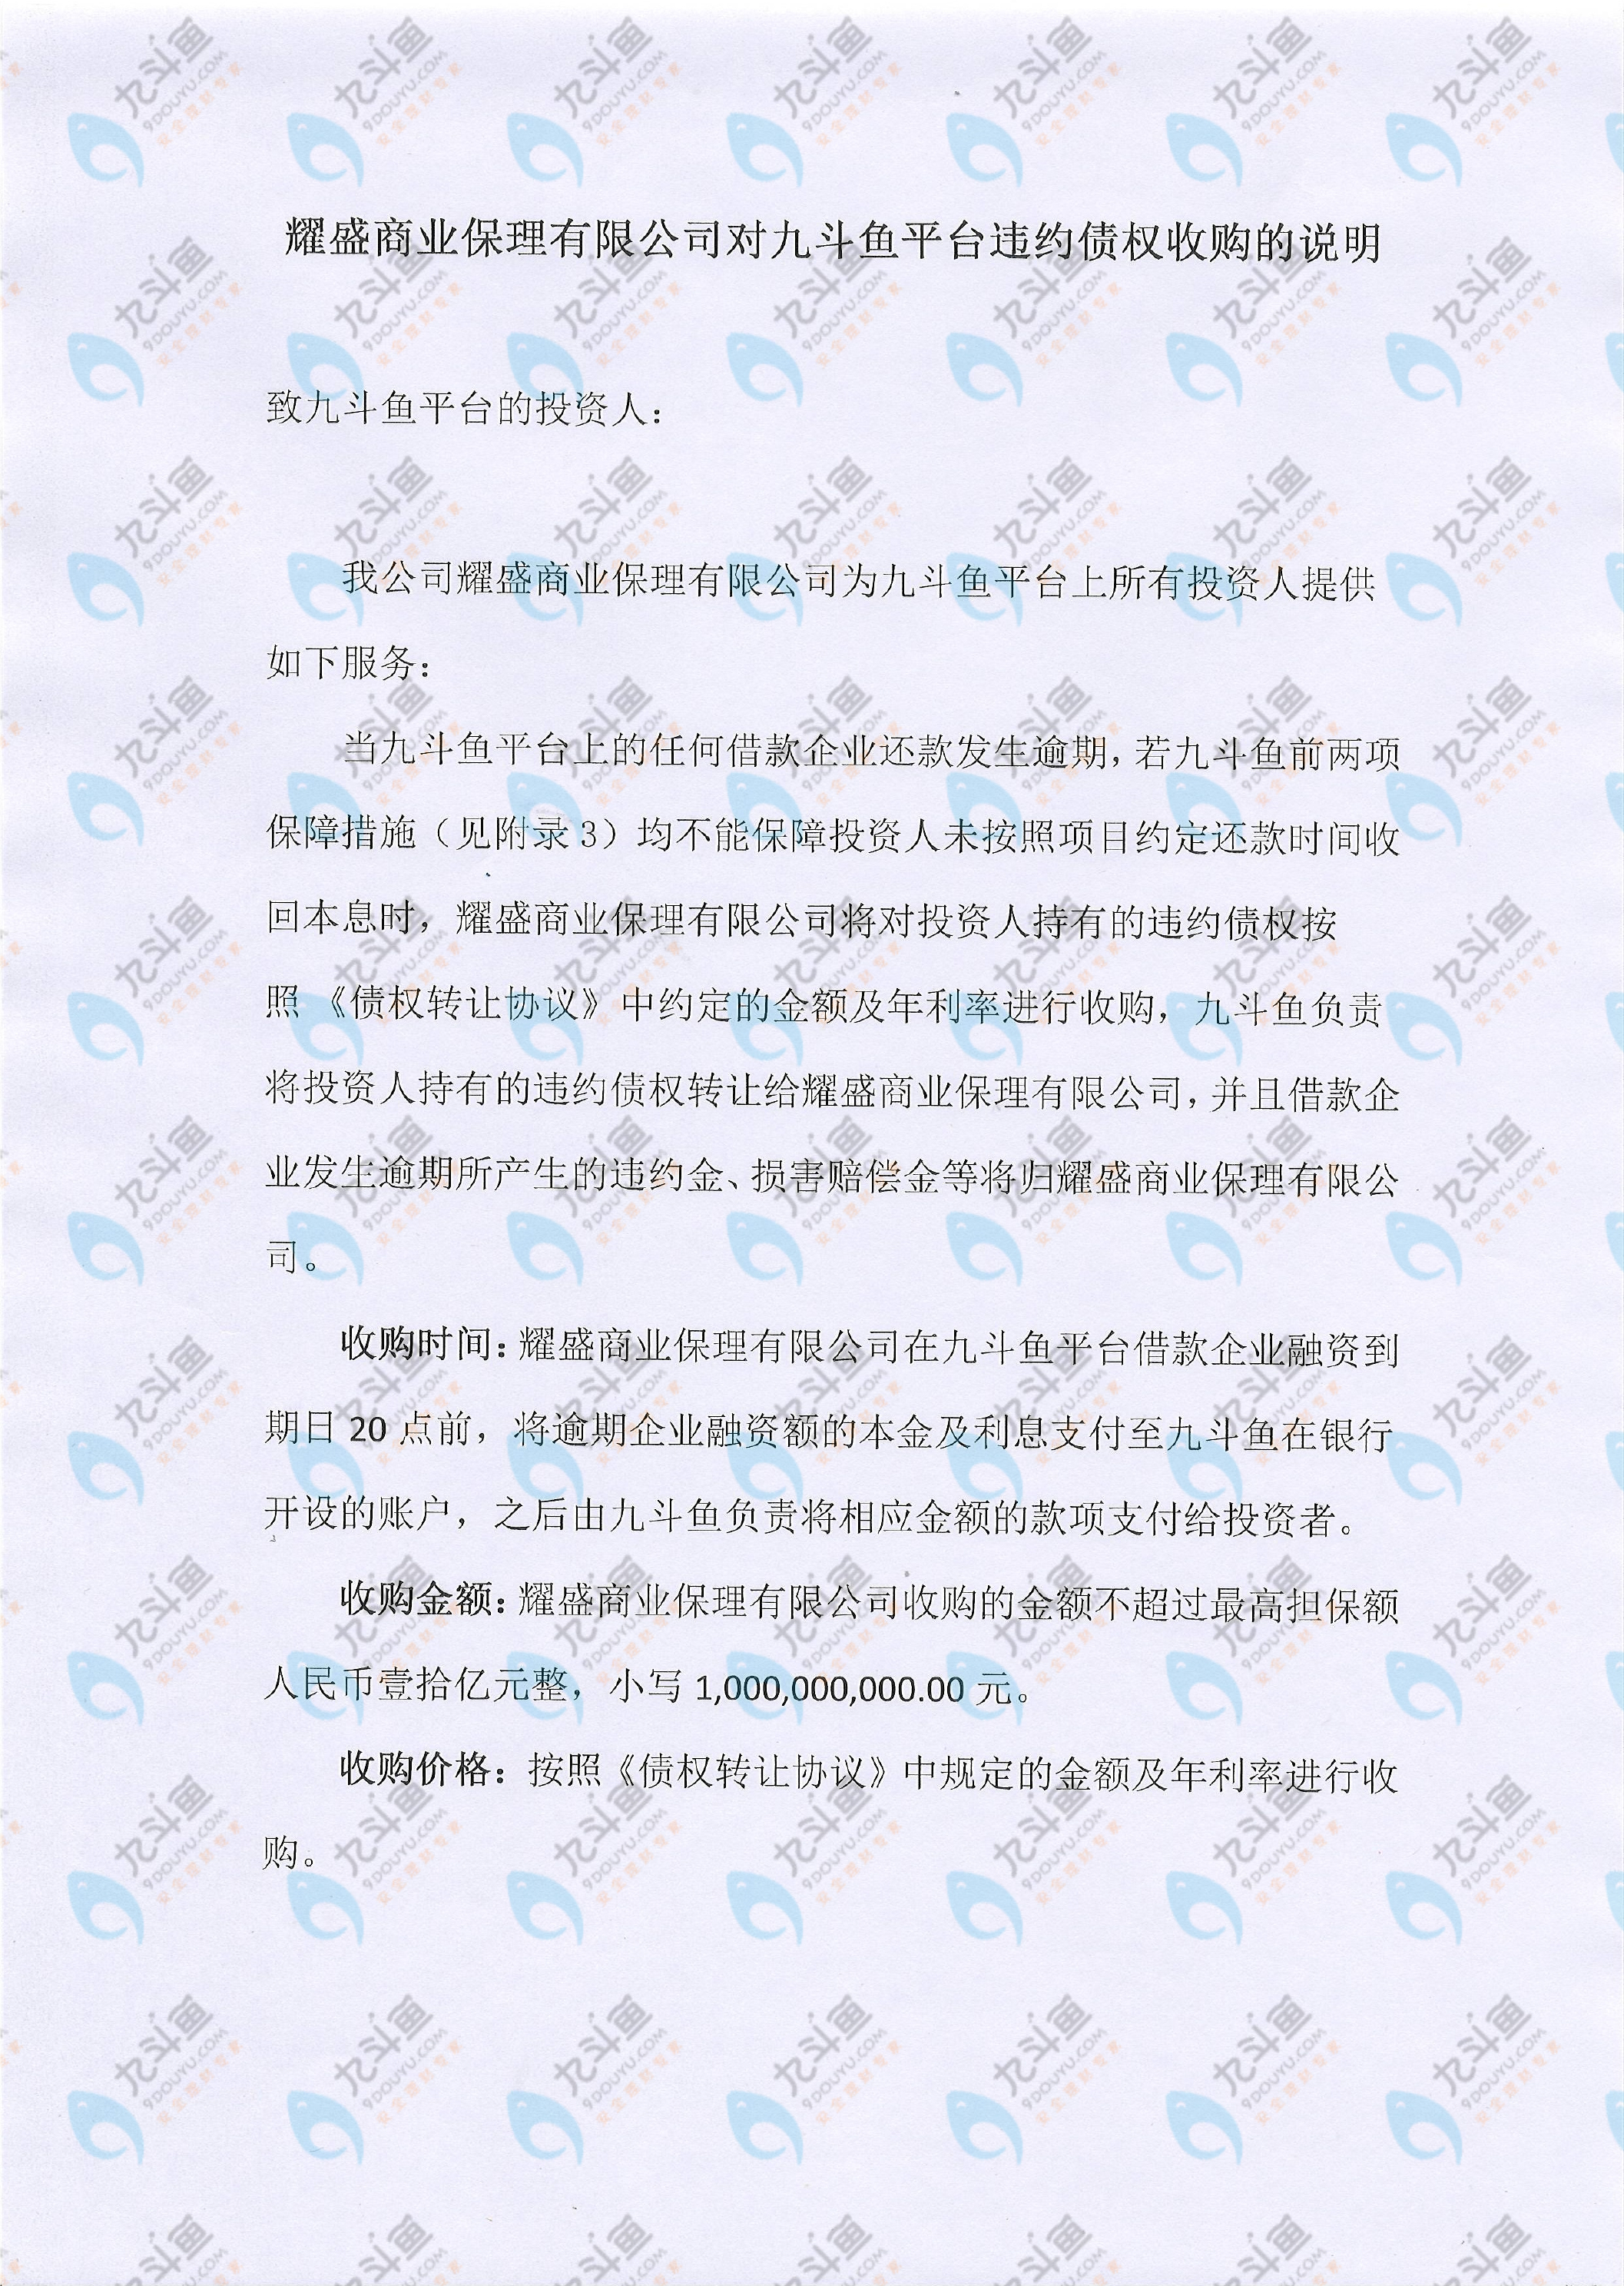 耀盛商业保理有限公司对九斗鱼平台违约债权收购的说明
致九斗鱼平台的投资人：
我公司耀盛商业保理有限公司为九斗鱼平台上所有投资人提供
如下服务：
当九斗鱼平台上的任何借款企业还款发生逾期，若九斗鱼前两项
保障措施（见附录 3）均不能保障投资人未按照项目约定还款时间收
回本息时，耀盛商业保理有限公司将对投资人持有的违约债权按
照《债权转让协议》中约定的金额及年利率进行收购，九斗鱼负责
将投资人持有的违约债权转让给耀盛商业保理有限公司，并且借款企
业发生逾期所产生的违约金、损害赔偿金等将归耀盛商业保理有限公
司。
收购时间：耀盛商业保理有限公司在九斗鱼平台借款企业融资到
期日 20 点前，将逾期企业融资额的本金及利息支付至九斗鱼在银行
开设的账户，之后由九斗鱼负责将相应金额的款项支付给投资者。
收购金额：耀盛商业保理有限公司收购的金额不超过最高担保额
人民币壹拾亿元整，小写 1,000,000,000.00 元。
收购价格：按照《债权转让协议》中规定的金额及年利率进行收
购。
九斗鱼
9DOUYU.COM
安全理财专家